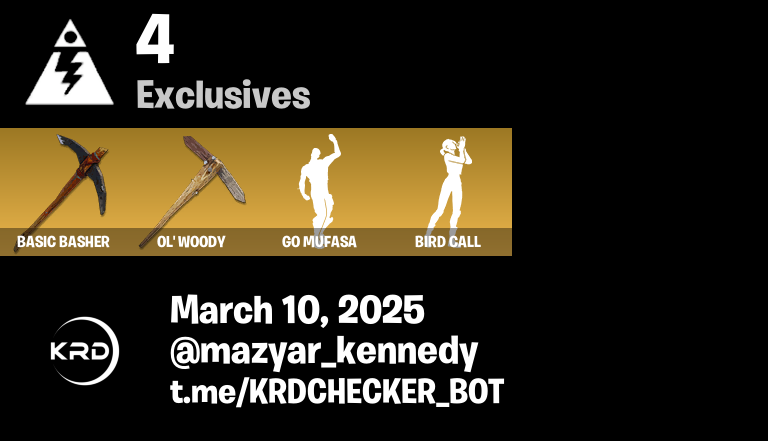 4
Exclusives
BASIC BASHER
OL' WOODY
GO MUFASA
BIRD CALL
KRD
March 10, 2025
@mazyar_kennedy
t.me/KRDCHECKER_BOT